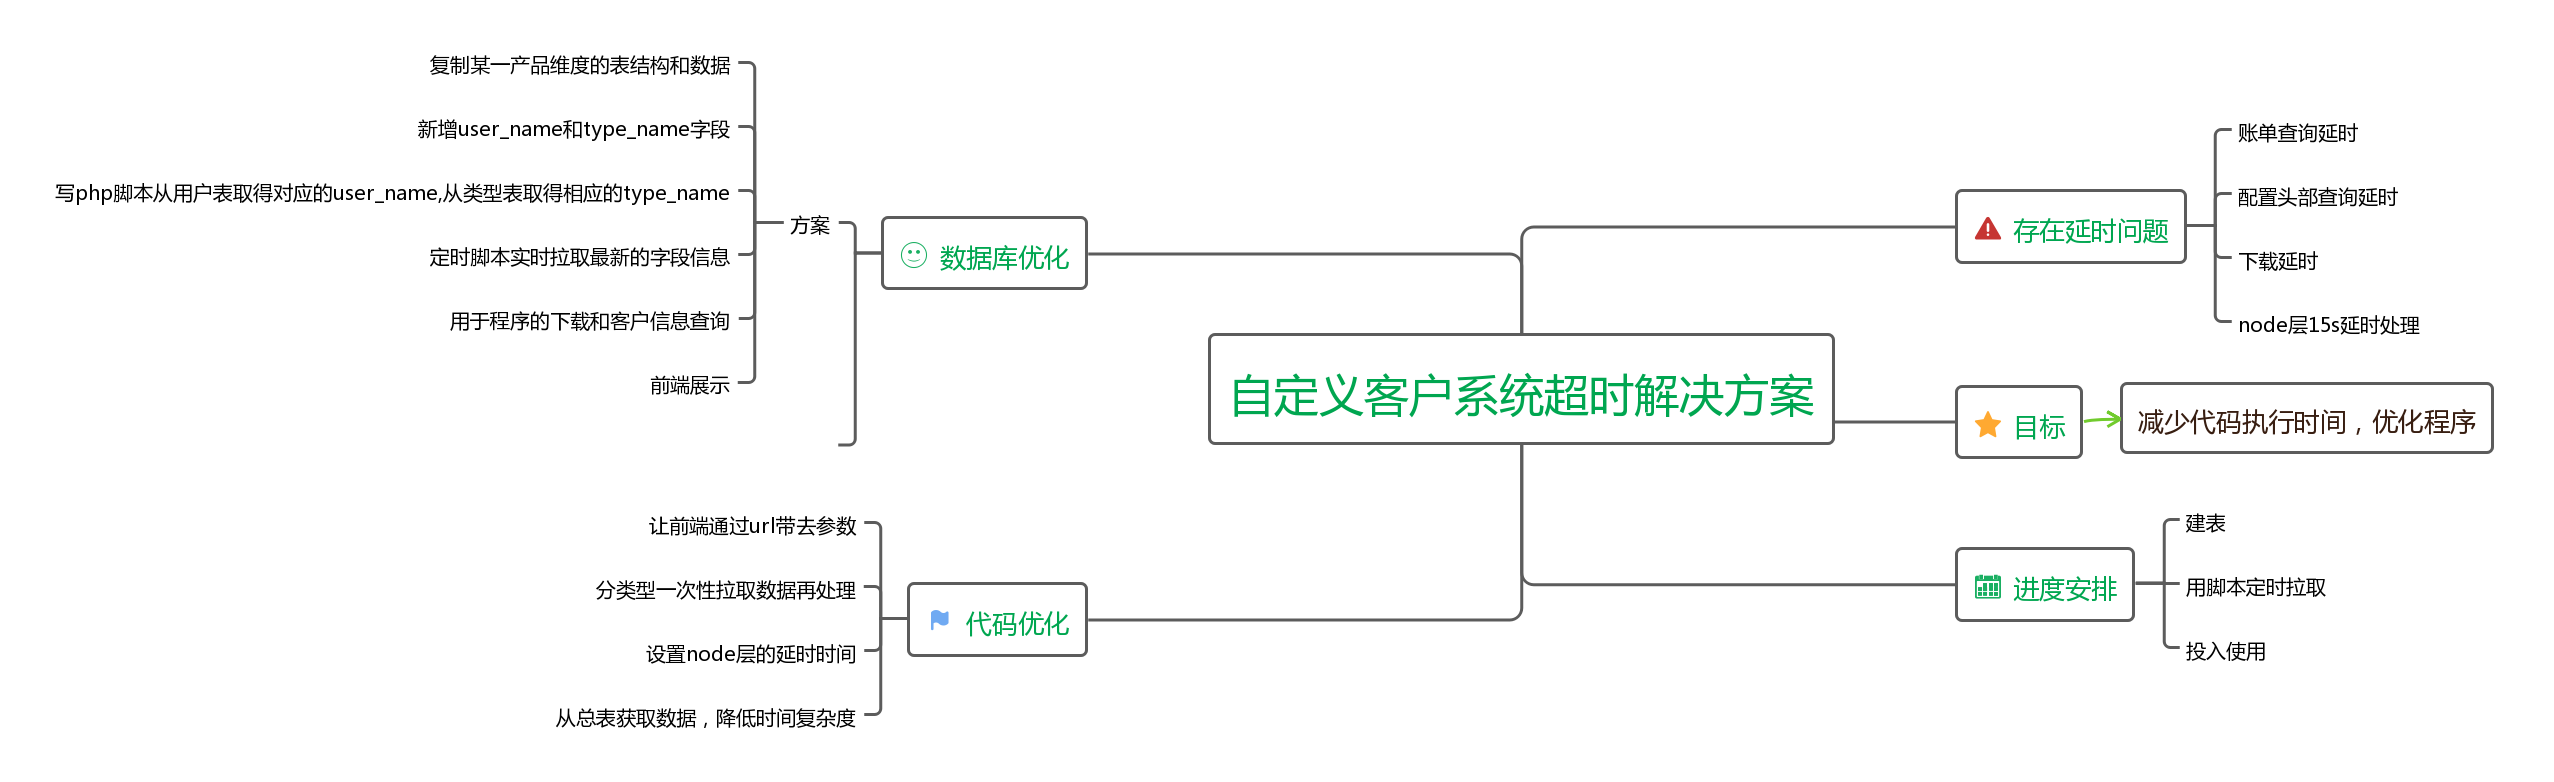 自定义客户系统超时解决方案
存在延时问题
账单查询延时
配置头部查询延时
下载延时
node层15s延时处理
目标
减少代码执行时间，优化程序
进度安排
建表
用脚本定时拉取
投入使用
数据库优化
方案
复制某一产品维度的表结构和数据
新增user_name和type_name字段
写php脚本从用户表取得对应的user_name,从类型表取得相应的type_name
定时脚本实时拉取最新的字段信息
用于程序的下载和客户信息查询
前端展示
代码优化
让前端通过url带去参数
分类型一次性拉取数据再处理
设置node层的延时时间
从总表获取数据，降低时间复杂度